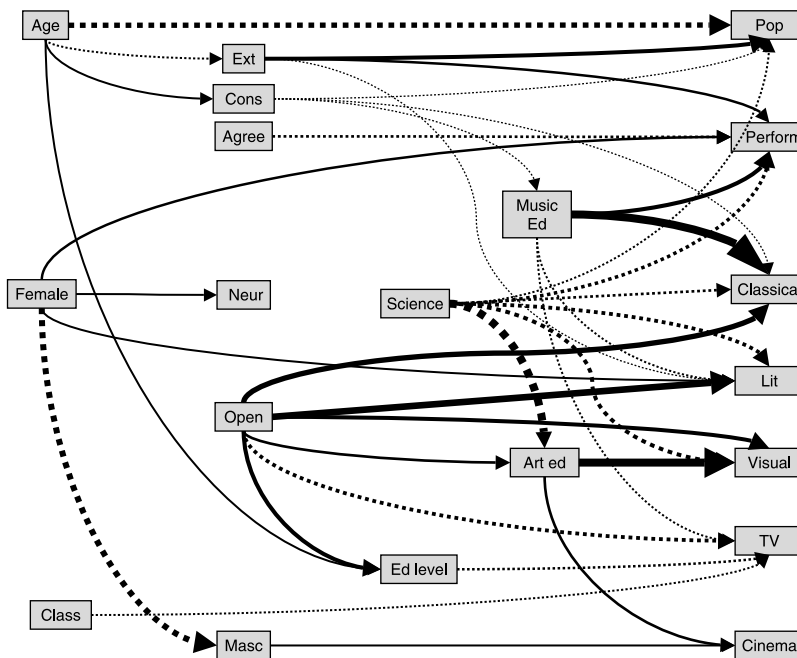 Age
Pop
Ext
Cons
Agree
Perform
Music
Ed
Female
Neur
Science
Classical
Lit
Open
Art ed
Visual
TV
Ed level
Class
Masc
Cinema